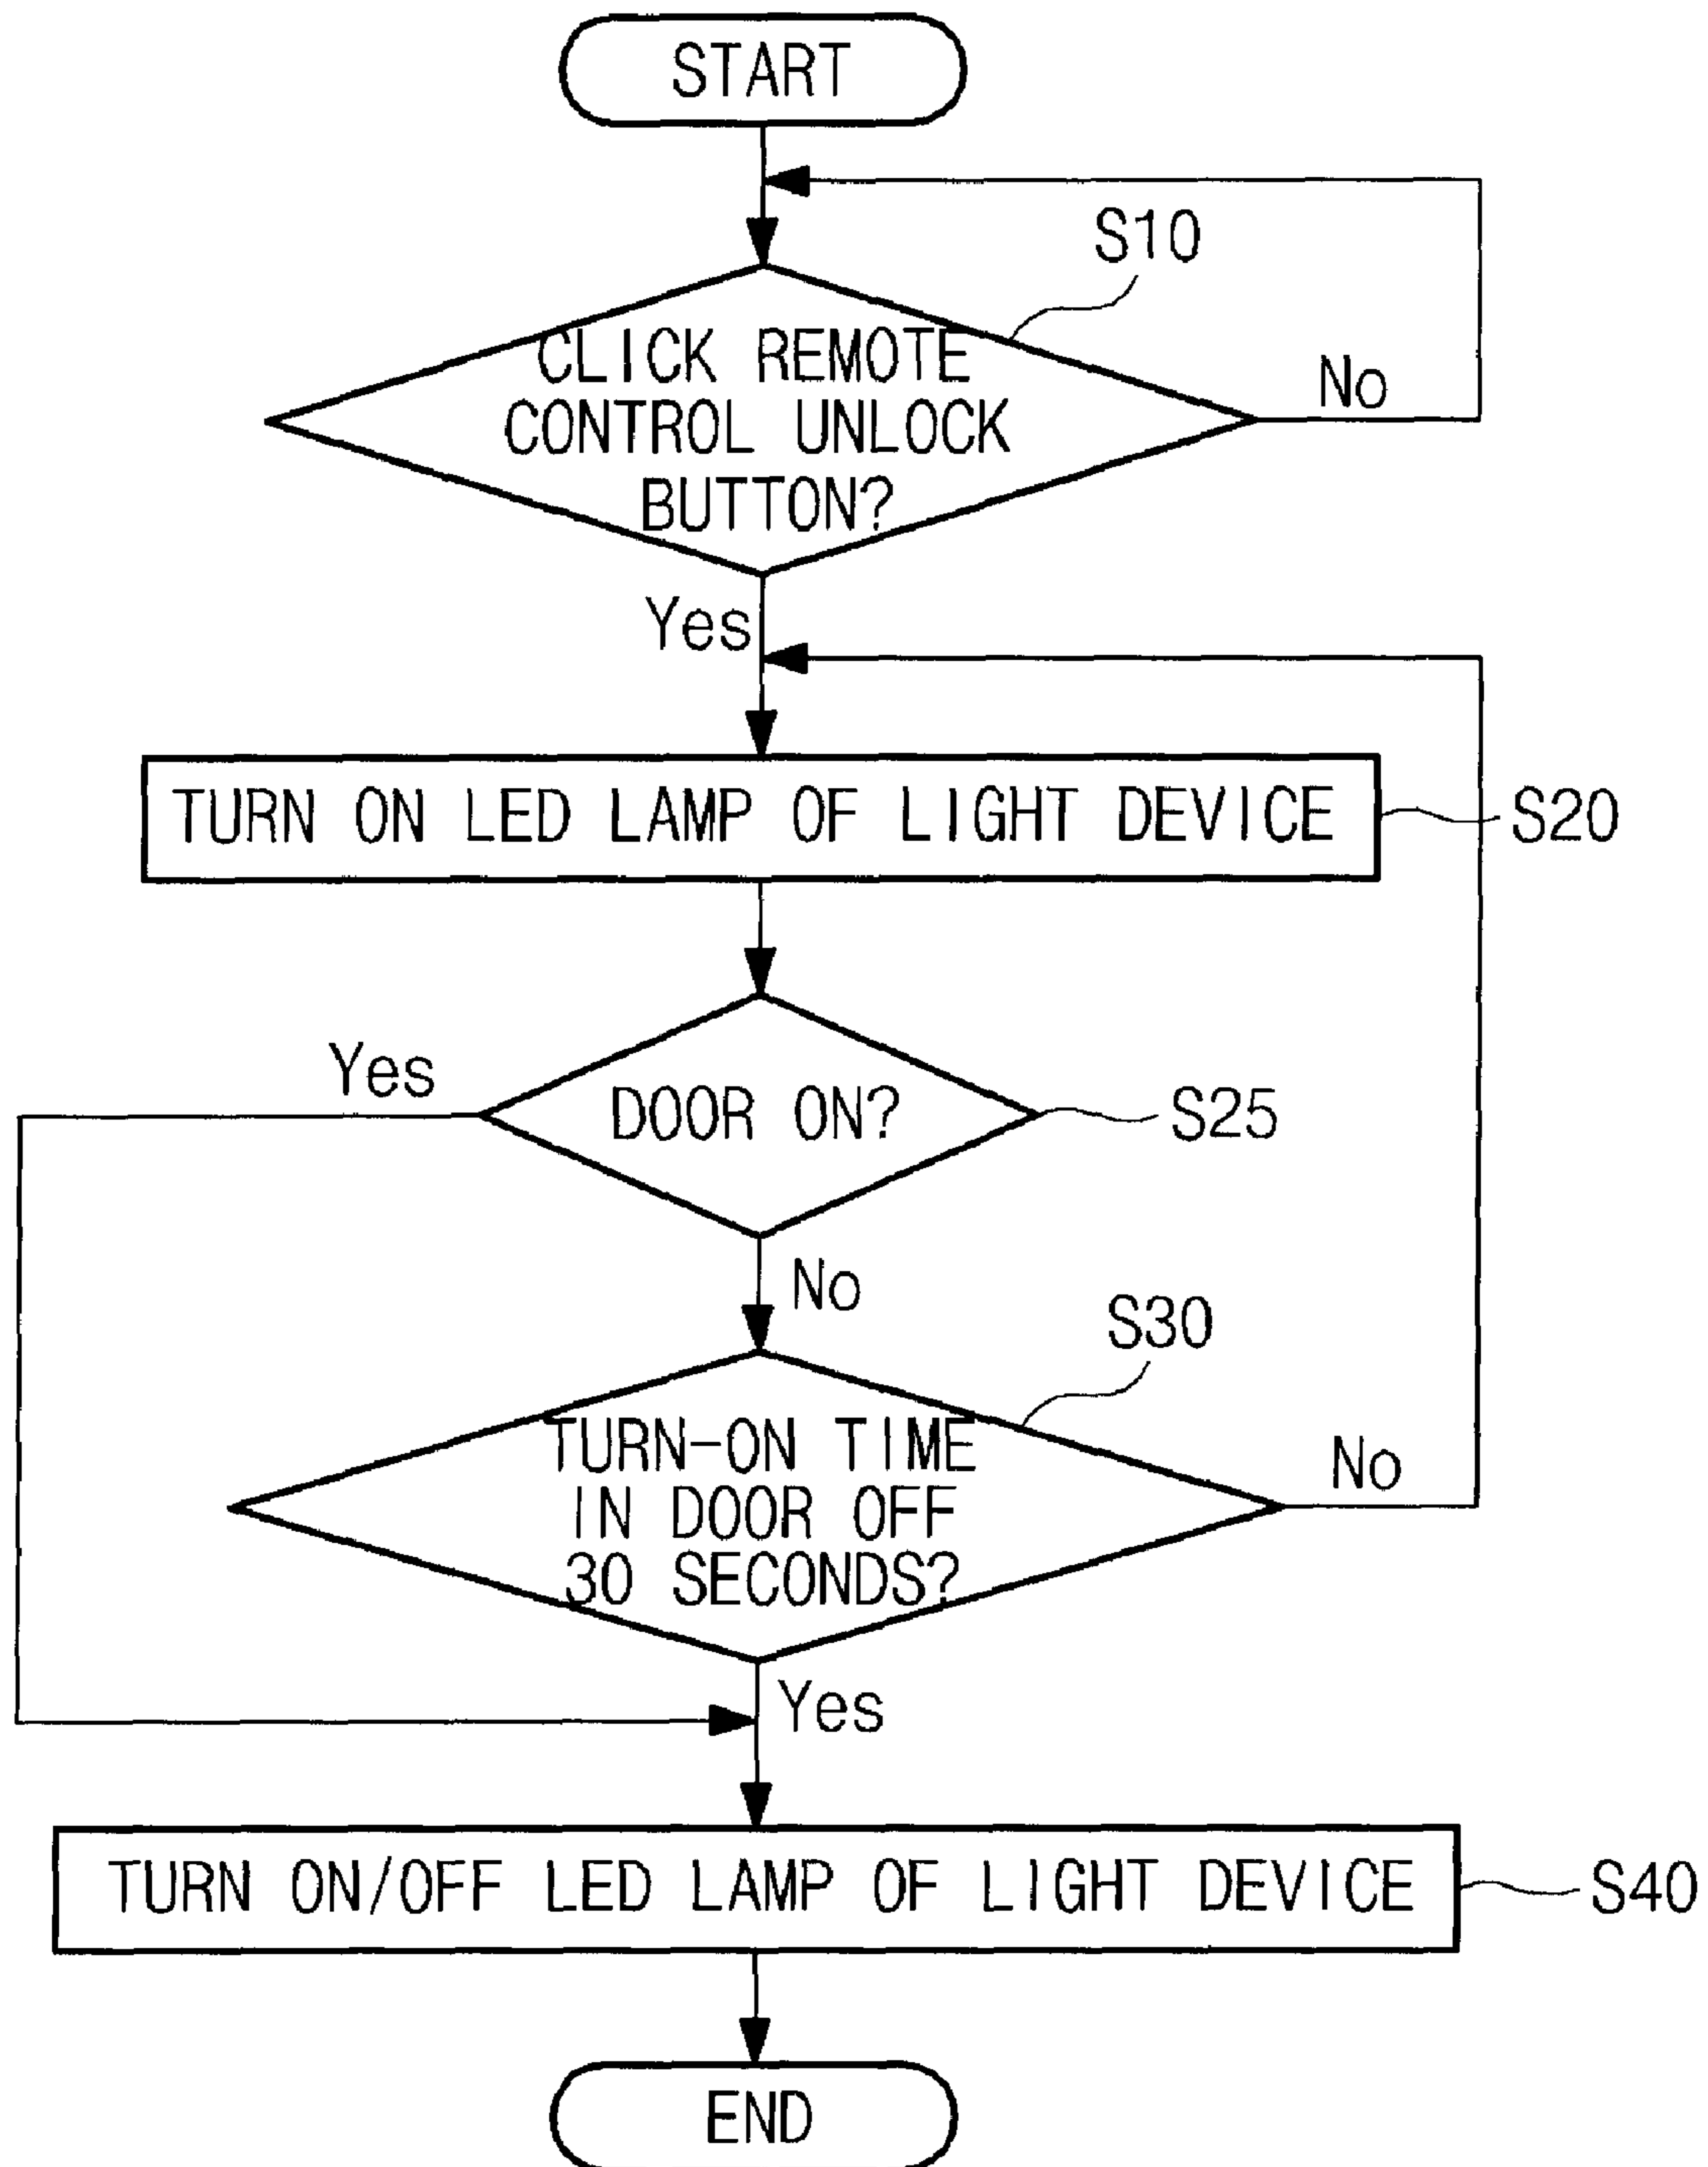 START
S10
CLICK REMOTE
CONTROL UNLOCK
BUTTON?
No
Yes
TURN ON LED LAMP OF LIGHT DEVICE
S20
Yes
DOOR ON?
S25
No
S30
TURN-ON TIME
IN DOOR OFF
30 SECONDS?
No
Yes
TURN ON/OFF LED LAMP OF LIGHT DEVICE
S40
END